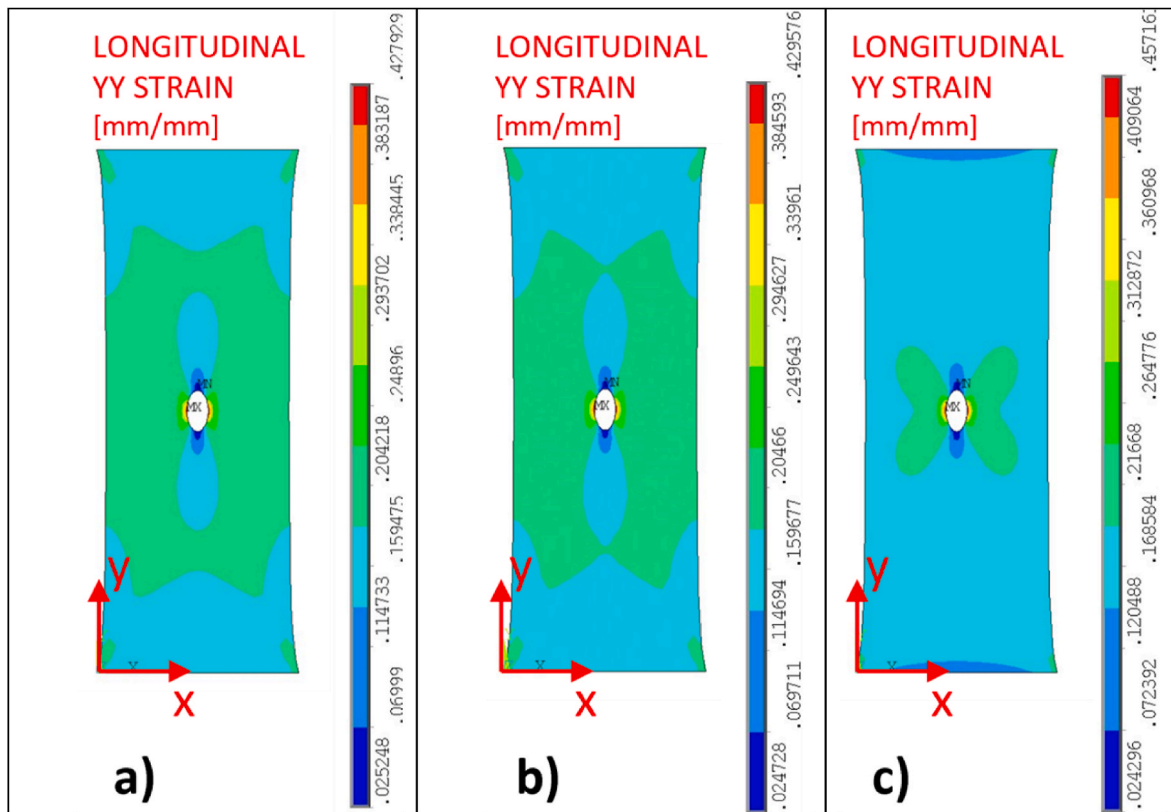 LONGITUDINAL
YY STRAIN
[mm/mm]
.427929
.383187
.338445
.293702
.24896
.204218
.159475
.114733
.06999
.025248
MN
MX
y
X
x
a)
LONGITUDINAL
YY STRAIN
[mm/mm]
.429576
.384593
.33961
.294627
.249643
.20466
.159677
.114694
.069711
.024728
MN
MX
y
X
x
b)
LONGITUDINAL
YY STRAIN
[mm/mm]
.409064
.360968
.312872
.264776
.21668
.168584
.120488
.072392
.024296
MN
MX
y
X
x
c)